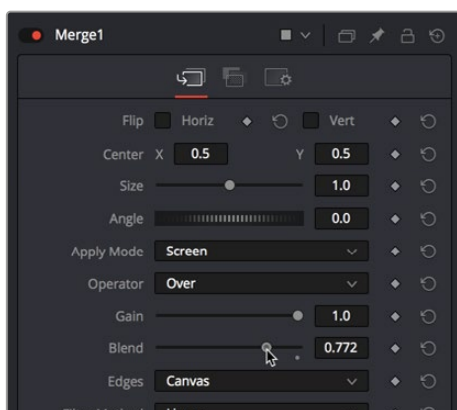 Merge1
Flip Horiz Vert
Center X 0.5 Y 0.5
Size 1.0
Angle 0.0
Apply Mode Screen
Operator Over
Gain 1.0
Blend 0.772
Edges Canvas